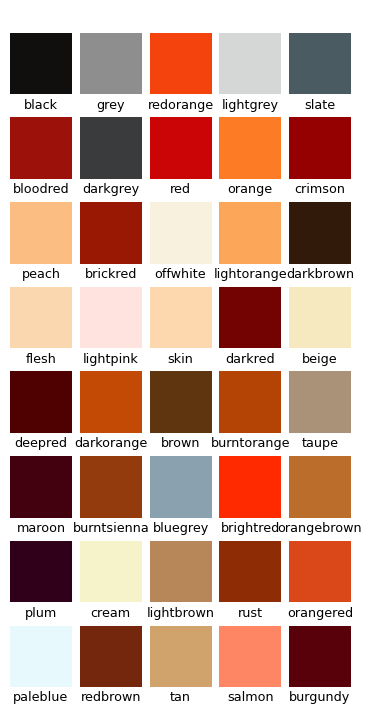 black grey redorange lightgrey slate
bloodred darkgrey red orange crimson
peach brickred offwhite lightorange darkbrown
flesh lightpink skin darkred beige
deepred darkorange brown burntorange taupe
maroon burntsienna bluegrey brightred orangebrown
plum cream lightbrown rust orangered
paleblue redbrown tan salmon burgundy